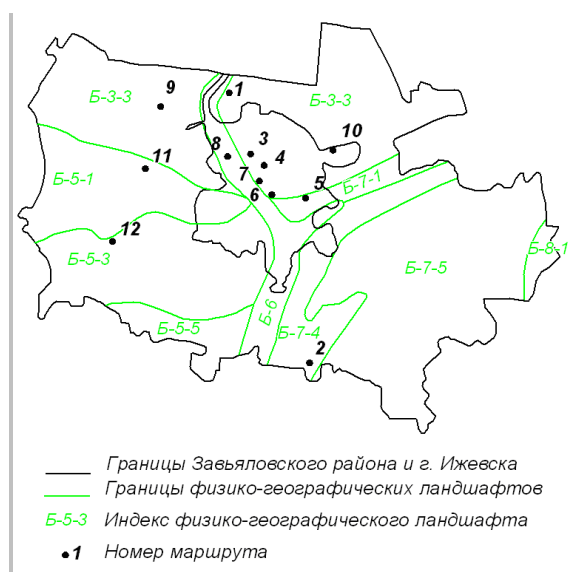 9
1
Б-3-3
Б-3-3
3
10
8
4
11
7
Б-7-1
Б-5-1
6
5
12
Б-5-3
Б-7-5
Б-8-1
Б-6
Б-5-5
Б-7-4
2
Границы Завьяловского района и г. Ижевска
Границы физико-географических ландшафтов
Б-5-3 Индекс физико-географического ландшафта
1 Номер маршрута